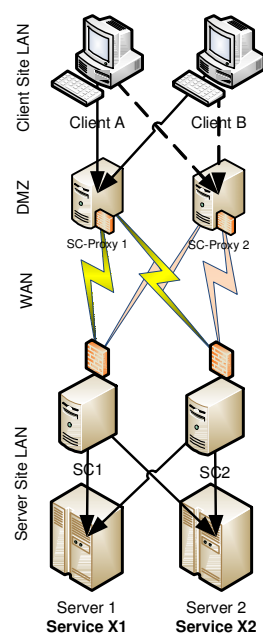 Client Site LAN
Client A
Client B
DMZ
SC-Proxy 1
SC-Proxy 2
WAN
Server Site LAN
SC1
SC2
Server 1
Service X1
Server 2
Service X2